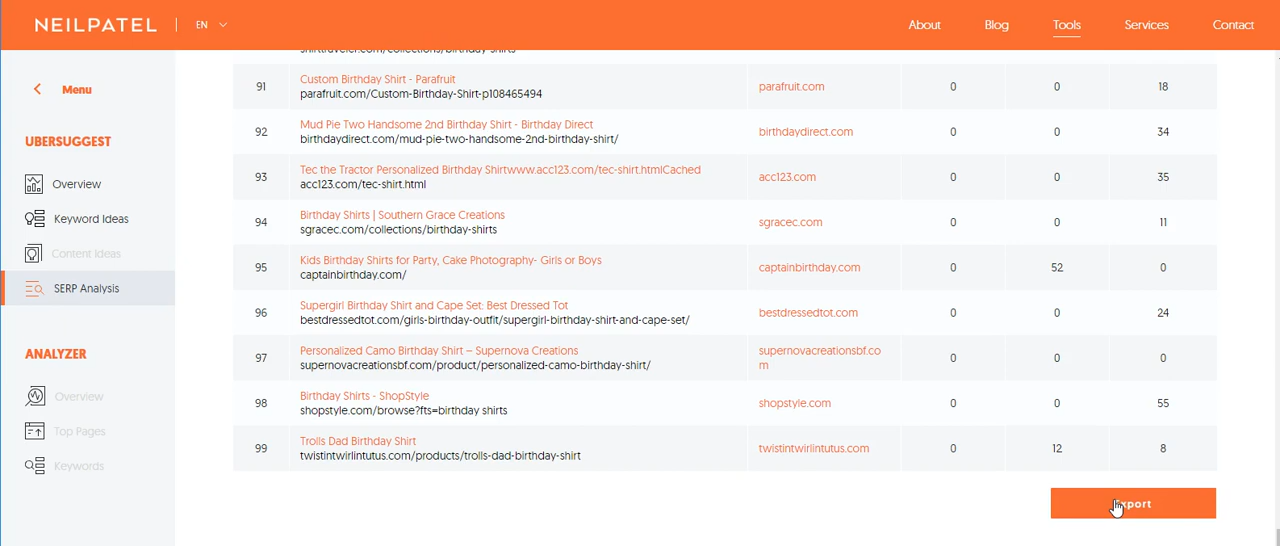 NEILPATEL
EN
About
Blog
Tools
Services
Contact
Menu
UBERSUGGEST
Overview
Keyword Ideas
Content Ideas
SERP Analysis
ANALYZER
Overview
Top Pages
Keywords
shirttraveler.com/collections/birthday-shirts
91 Custom Birthday Shirt - Parafruit parafruit.com 0 0 18
parafruit.com/Custom-Birthday-Shirt-p108465494
92 Mud Pie Two Handsome 2nd Birthday Shirt - Birthday Direct birthdaydirect.com 0 0 34
birthdaydirect.com/mud-pie-two-handsome-2nd-birthday-shirt/
93 Tec the Tractor Personalized Birthday Shirtwww.acc123.com/tec-shirt.htmlCached acc123.com 0 0 35
acc123.com/tec-shirt.html
94 Birthday Shirts | Southern Grace Creations sgracec.com 0 0 11
sgracec.com/collections/birthday-shirts
95 Kids Birthday Shirts for Party, Cake Photography- Girls or Boys captainbirthday.com 0 52 0
captainbirthday.com/
96 Supergirl Birthday Shirt and Cape Set: Best Dressed Tot bestdressedtot.com 0 0 24
bestdressedtot.com/girls-birthday-outfit/supergirl-birthday-shirt-and-cape-set/
97 Personalized Camo Birthday Shirt – Supernova Creations supernovacreationsbf.co 0 0 0
supernovacreationsbf.com/product/personalized-camo-birthday-shirt/ m
98 Birthday Shirts - ShopStyle shopstyle.com 0 0 55
shopstyle.com/browse?fts=birthday shirts
99 Trolls Dad Birthday Shirt twistintwirlintutus.com 0 12 8
twistintwirlintutus.com/products/trolls-dad-birthday-shirt
Export